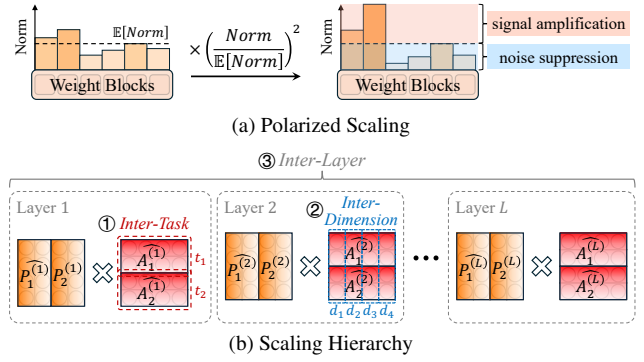 Norm
𝔼[Norm]
× (Norm / 𝔼[Norm])²
Weight Blocks
Norm
signal amplification
noise suppression
Weight Blocks
(a) Polarized Scaling
③ Inter-Layer
Layer 1
① Inter-Task
P̂₁⁽¹⁾ P̂₂⁽¹⁾
×
Â₁⁽¹⁾ t₁
Â₂⁽¹⁾ t₂
Layer 2
② Inter-
Dimension
P̂₁⁽²⁾ P̂₂⁽²⁾
×
Â₁⁽²⁾
Â₂⁽²⁾
d₁ d₂ d₃ d₄
•••
Layer L
P̂₁⁽ᴸ⁾ P̂₂⁽ᴸ⁾
×
Â₁⁽ᴸ⁾
Â₂⁽ᴸ⁾
(b) Scaling Hierarchy